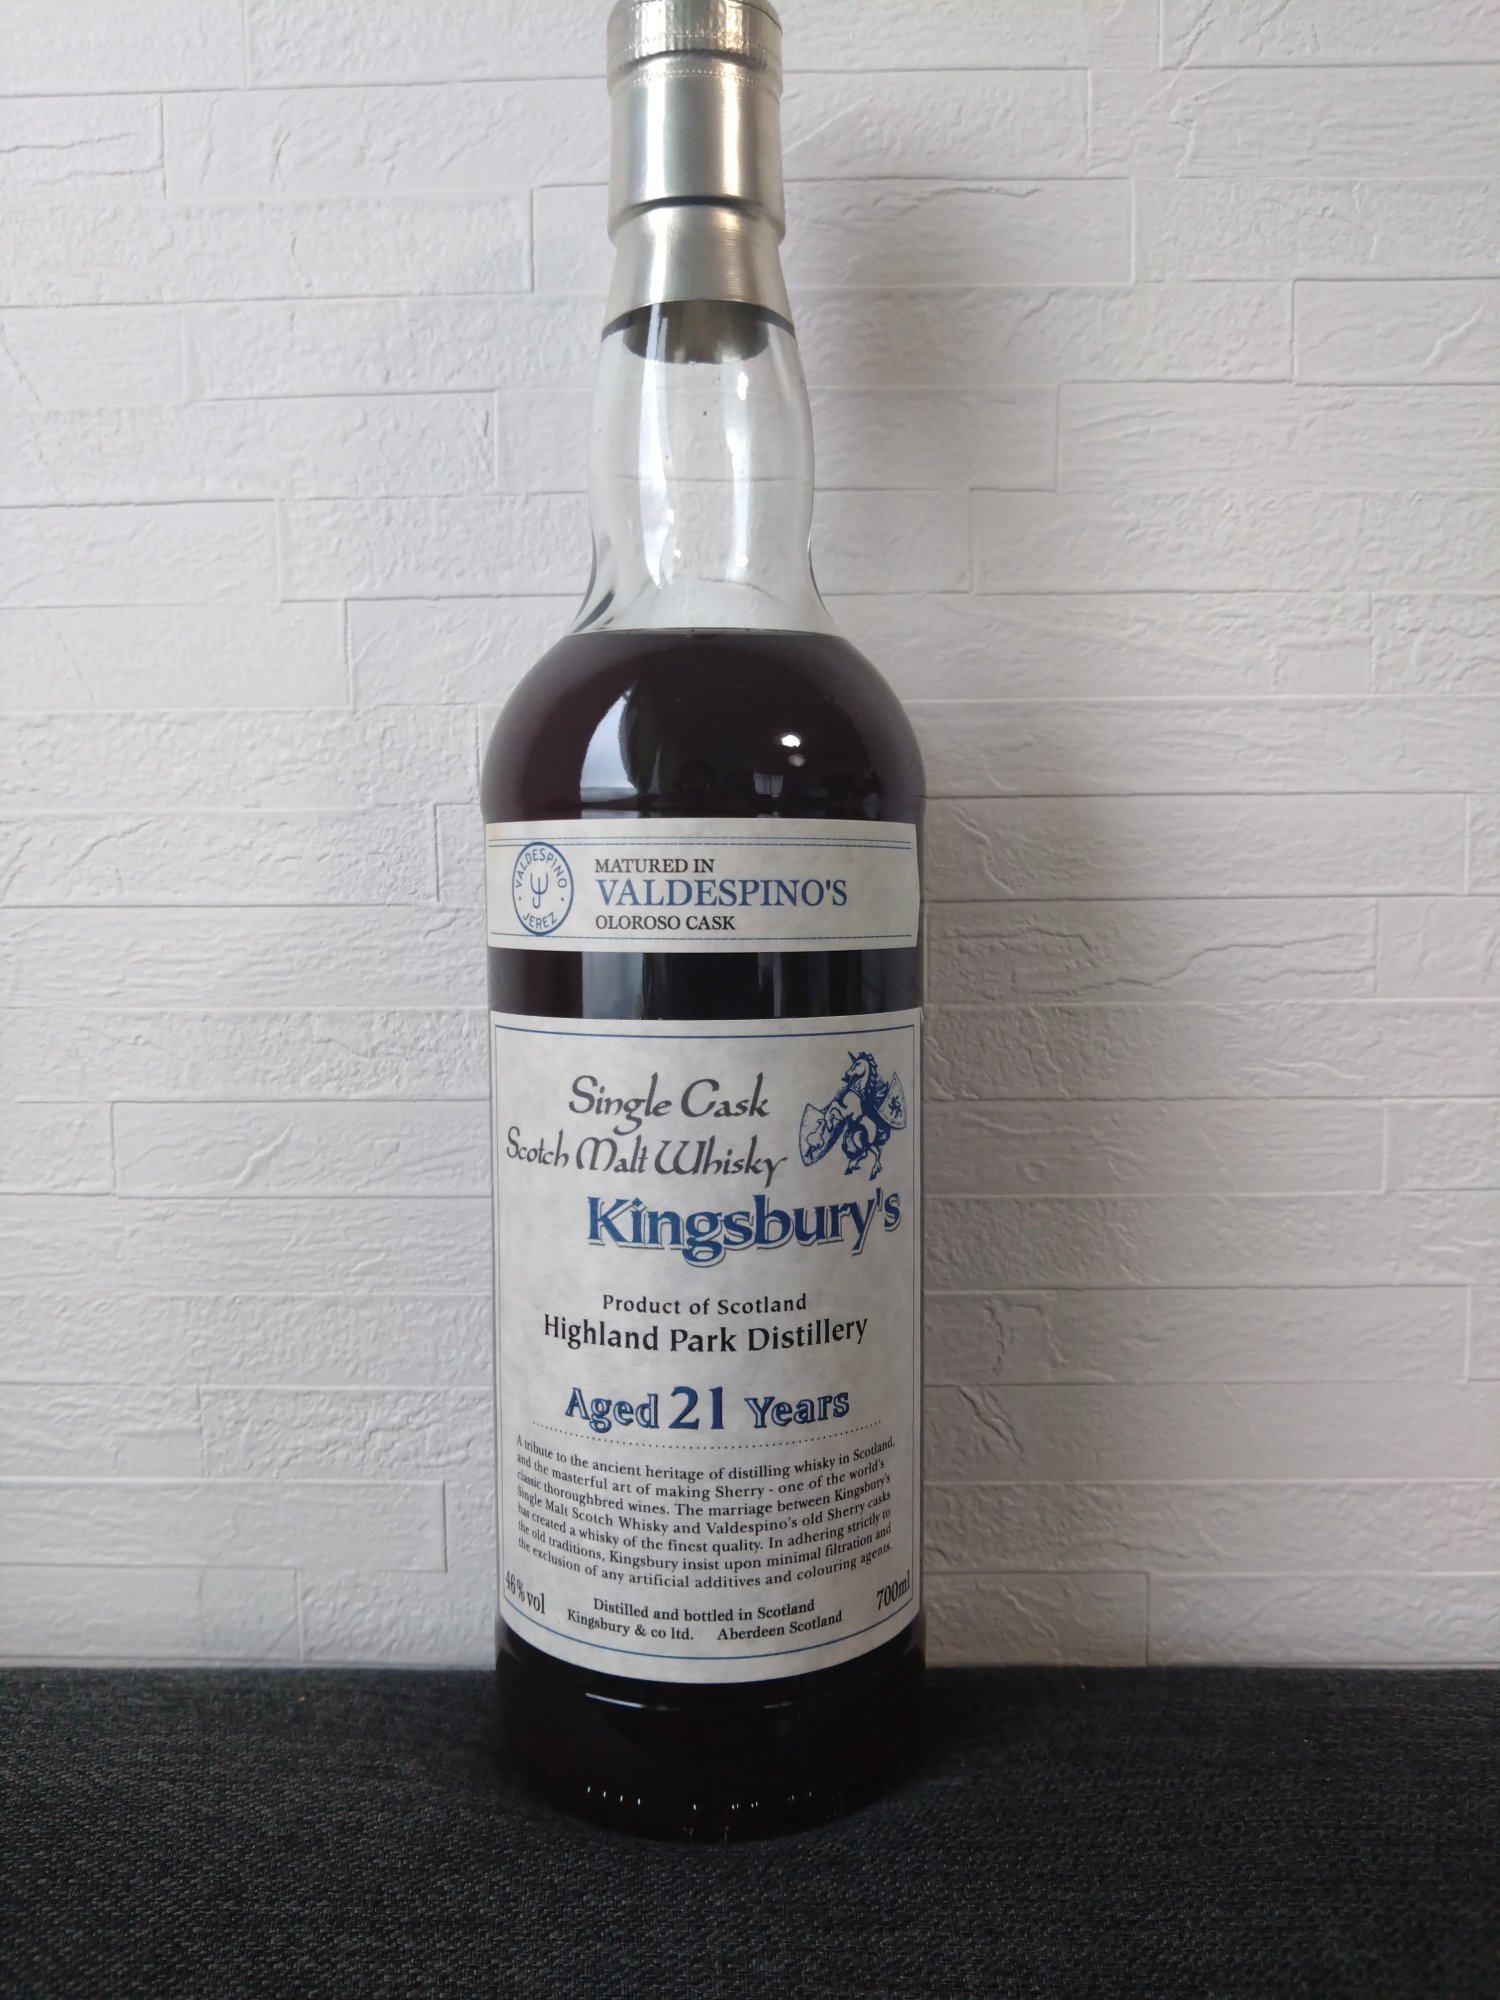 VALDESPINO
JEREZ
MATURED IN
VALDESPINO'S
OLOROSO CASK
Single Cask
Scotch Malt Whisky
Kingsbury's
Product of Scotland
Highland Park Distillery
Aged 21 Years
A tribute to the ancient heritage of distilling whisky in Scotland,
and the masterful art of making Sherry - one of the world's
classic thoroughbred wines. The marriage between Kingsbury's
Single Malt Scotch Whisky and Valdespino's old Sherry casks
has created a whisky of the finest quality. In adhering strictly to
the old traditions, Kingsbury insist upon minimal filtration and
the exclusion of any artificial additives and colouring agents.
46%vol
Distilled and bottled in Scotland
Kingsbury & co ltd. Aberdeen Scotland
700ml